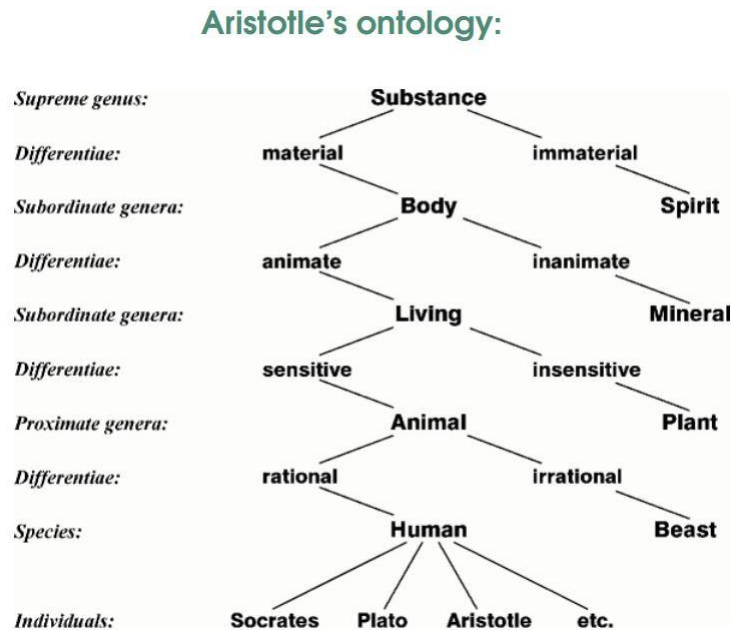 Aristotle's ontology:
Supreme genus: Substance
Differentiae: material immaterial
Subordinate genera: Body Spirit
Differentiae: animate inanimate
Subordinate genera: Living Mineral
Differentiae: sensitive insensitive
Proximate genera: Animal Plant
Differentiae: rational irrational
Species: Human Beast
Individuals: Socrates Plato Aristotle etc.